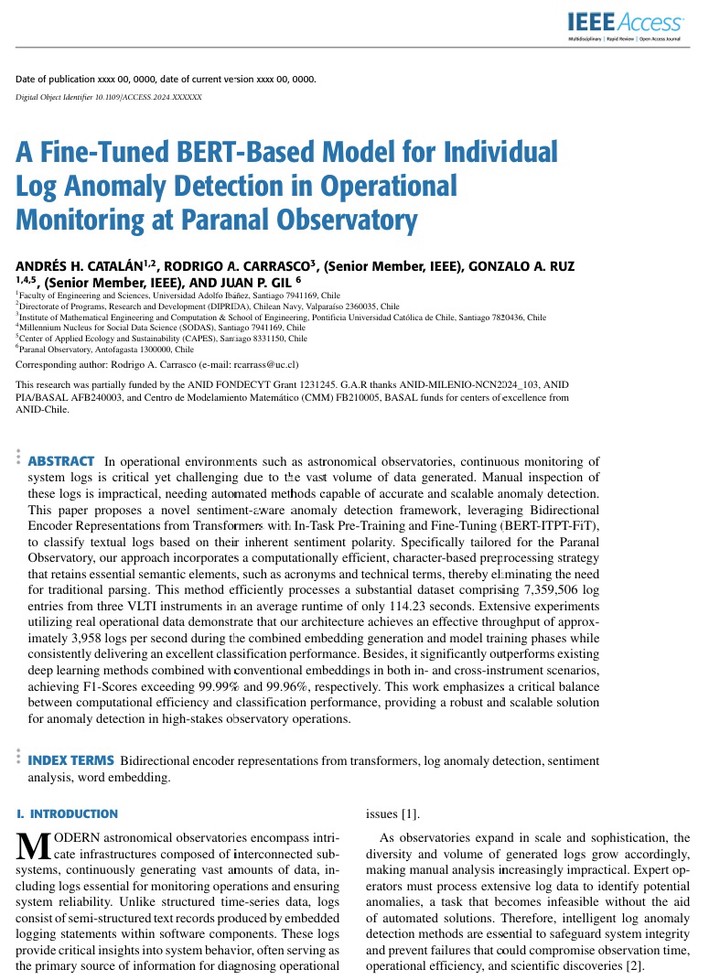 IEEE Access
Multidisciplinary | Rapid Review | Open Access Journal
Date of publication xxxx 00, 0000, date of current version xxxx 00, 0000.
Digital Object Identifier 10.1109/ACCESS.2024.XXXXXX
A Fine-Tuned BERT-Based Model for Individual
Log Anomaly Detection in Operational
Monitoring at Paranal Observatory
ANDRÉS H. CATALÁN1,2, RODRIGO A. CARRASCO3, (Senior Member, IEEE), GONZALO A. RUZ
1,4,5, (Senior Member, IEEE), AND JUAN P. GIL 6
1Faculty of Engineering and Sciences, Universidad Adolfo Ibáñez, Santiago 7941169, Chile
2Directorate of Programs, Research and Development (DIPRIDA), Chilean Navy, Valparaíso 2360035, Chile
3Institute of Mathematical Engineering and Computation & School of Engineering, Pontificia Universidad Católica de Chile, Santiago 7820436, Chile
4Millennium Nucleus for Social Data Science (SODAS), Santiago 7941169, Chile
5Center of Applied Ecology and Sustainability (CAPES), Santiago 8331150, Chile
6Paranal Observatory, Antofagasta 1300000, Chile
Corresponding author: Rodrigo A. Carrasco (e-mail: rcarrass@uc.cl)
This research was partially funded by the ANID FONDECYT Grant 1231245. G.A.R thanks ANID-MILENIO-NCN2024_103, ANID
PIA/BASAL AFB240003, and Centro de Modelamiento Matemático (CMM) FB210005, BASAL funds for centers of excellence from
ANID-Chile.
ABSTRACT In operational environments such as astronomical observatories, continuous monitoring of
system logs is critical yet challenging due to the vast volume of data generated. Manual inspection of
these logs is impractical, needing automated methods capable of accurate and scalable anomaly detection.
This paper proposes a novel sentiment-aware anomaly detection framework, leveraging Bidirectional
Encoder Representations from Transformers with In-Task Pre-Training and Fine-Tuning (BERT-ITPT-FiT),
to classify textual logs based on their inherent sentiment polarity. Specifically tailored for the Paranal
Observatory, our approach incorporates a computationally efficient, character-based preprocessing strategy
that retains essential semantic elements, such as acronyms and technical terms, thereby eliminating the need
for traditional parsing. This method efficiently processes a substantial dataset comprising 7,359,506 log
entries from three VLTI instruments in an average runtime of only 114.23 seconds. Extensive experiments
utilizing real operational data demonstrate that our architecture achieves an effective throughput of approx-
imately 3,958 logs per second during the combined embedding generation and model training phases while
consistently delivering an excellent classification performance. Besides, it significantly outperforms existing
deep learning methods combined with conventional embeddings in both in- and cross-instrument scenarios,
achieving F1-Scores exceeding 99.99% and 99.96%, respectively. This work emphasizes a critical balance
between computational efficiency and classification performance, providing a robust and scalable solution
for anomaly detection in high-stakes observatory operations.
INDEX TERMS Bidirectional encoder representations from transformers, log anomaly detection, sentiment
analysis, word embedding.
I. INTRODUCTION
MODERN astronomical observatories encompass intri-
cate infrastructures composed of interconnected sub-
systems, continuously generating vast amounts of data, in-
cluding logs essential for monitoring operations and ensuring
system reliability. Unlike structured time-series data, logs
consist of semi-structured text records produced by embedded
logging statements within software components. These logs
provide critical insights into system behavior, often serving as
the primary source of information for diagnosing operational
issues [1].
As observatories expand in scale and sophistication, the
diversity and volume of generated logs grow accordingly,
making manual analysis increasingly impractical. Expert op-
erators must process extensive log data to identify potential
anomalies, a task that becomes infeasible without the aid
of automated solutions. Therefore, intelligent log anomaly
detection methods are essential to safeguard system integrity
and prevent failures that could compromise observation time,
operational efficiency, and scientific discoveries [2].